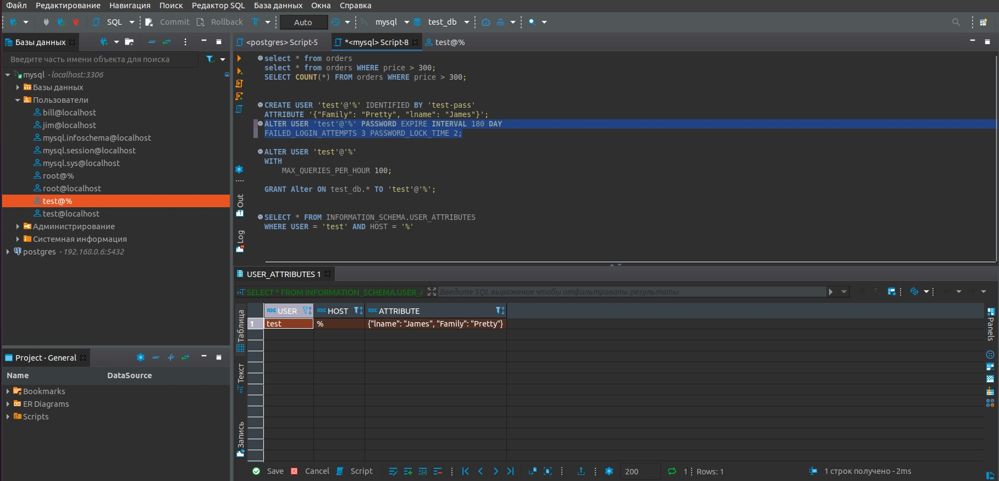 Файл Редактирование Навигация Поиск Редактор SQL База данных Окна Справка
SQL Commit Rollback Auto mysql test_db
Базы данных
<postgres> Script-5 *<mysql> Script-8 test@%
Введите часть имени объекта для поиска
mysql - localhost:3306
Базы данных
Пользователи
bill@localhost
jim@localhost
mysql.infoschema@localhost
mysql.session@localhost
mysql.sys@localhost
root@%
root@localhost
test@%
test@localhost
Администрирование
Системная информация
postgres - 192.168.0.6:5432
Project - General
Name DataSource
Bookmarks
ER Diagrams
Scripts
select * from orders
select * from orders WHERE price > 300;
SELECT COUNT(*) FROM orders WHERE price > 300;
CREATE USER 'test'@'%' IDENTIFIED BY 'test-pass'
ATTRIBUTE '{"Family": "Pretty", "lname": "James"}';
ALTER USER 'test'@'%' PASSWORD EXPIRE INTERVAL 180 DAY
FAILED_LOGIN_ATTEMPTS 3 PASSWORD_LOCK_TIME 2;
ALTER USER 'test'@'%'
WITH
MAX_QUERIES_PER_HOUR 100;
GRANT Alter ON test_db.* TO 'test'@'%';
SELECT * FROM INFORMATION_SCHEMA.USER_ATTRIBUTES
WHERE USER = 'test' AND HOST = '%'
Out
Log
USER_ATTRIBUTES 1
SELECT * FROM INFORMATION_SCHEMA.USER_A Введите SQL выражение чтобы отфильтровать результаты
Таблица
Текст
Запись
ABC USER ABC HOST ABC ATTRIBUTE
1 test % {"lname": "James", "Family": "Pretty"}
Panels
Save Cancel Script 200 1 Rows: 1 1 строк получено - 2ms